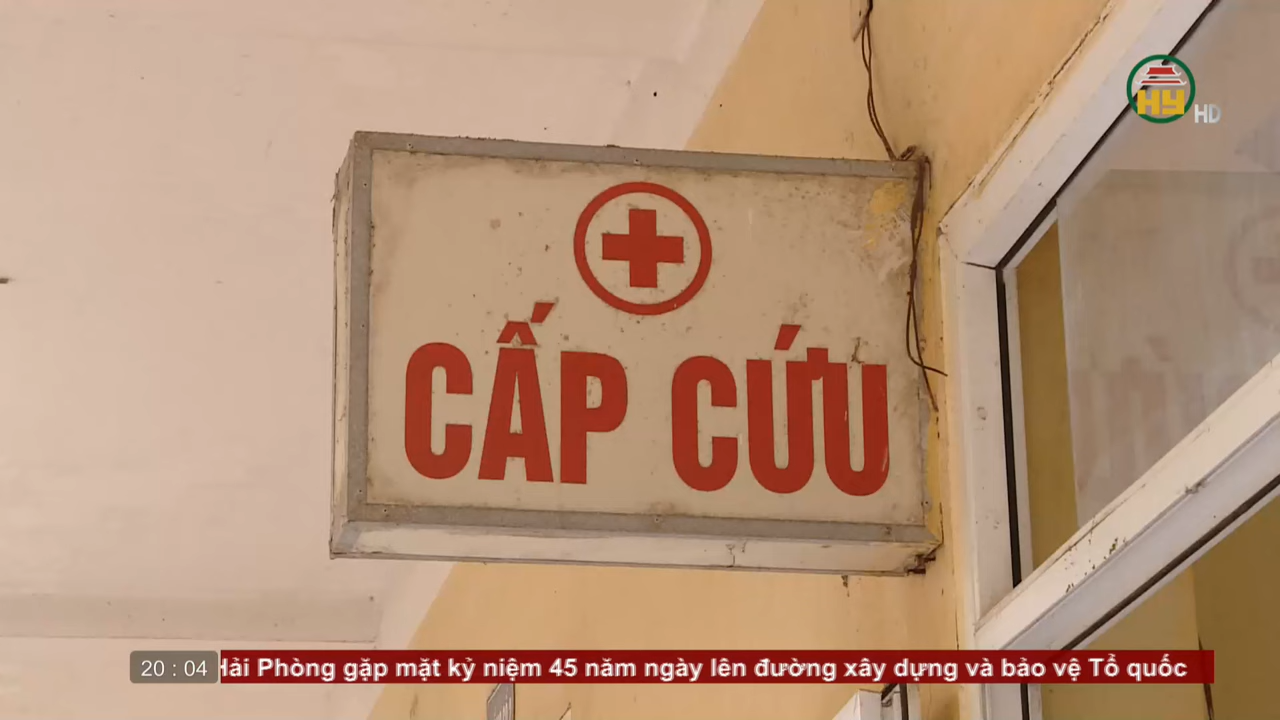 HY HD
CẤP CỨU
20 : 04
Hải Phòng gặp mặt kỷ niệm 45 năm ngày lên đường xây dựng và bảo vệ Tổ quốc